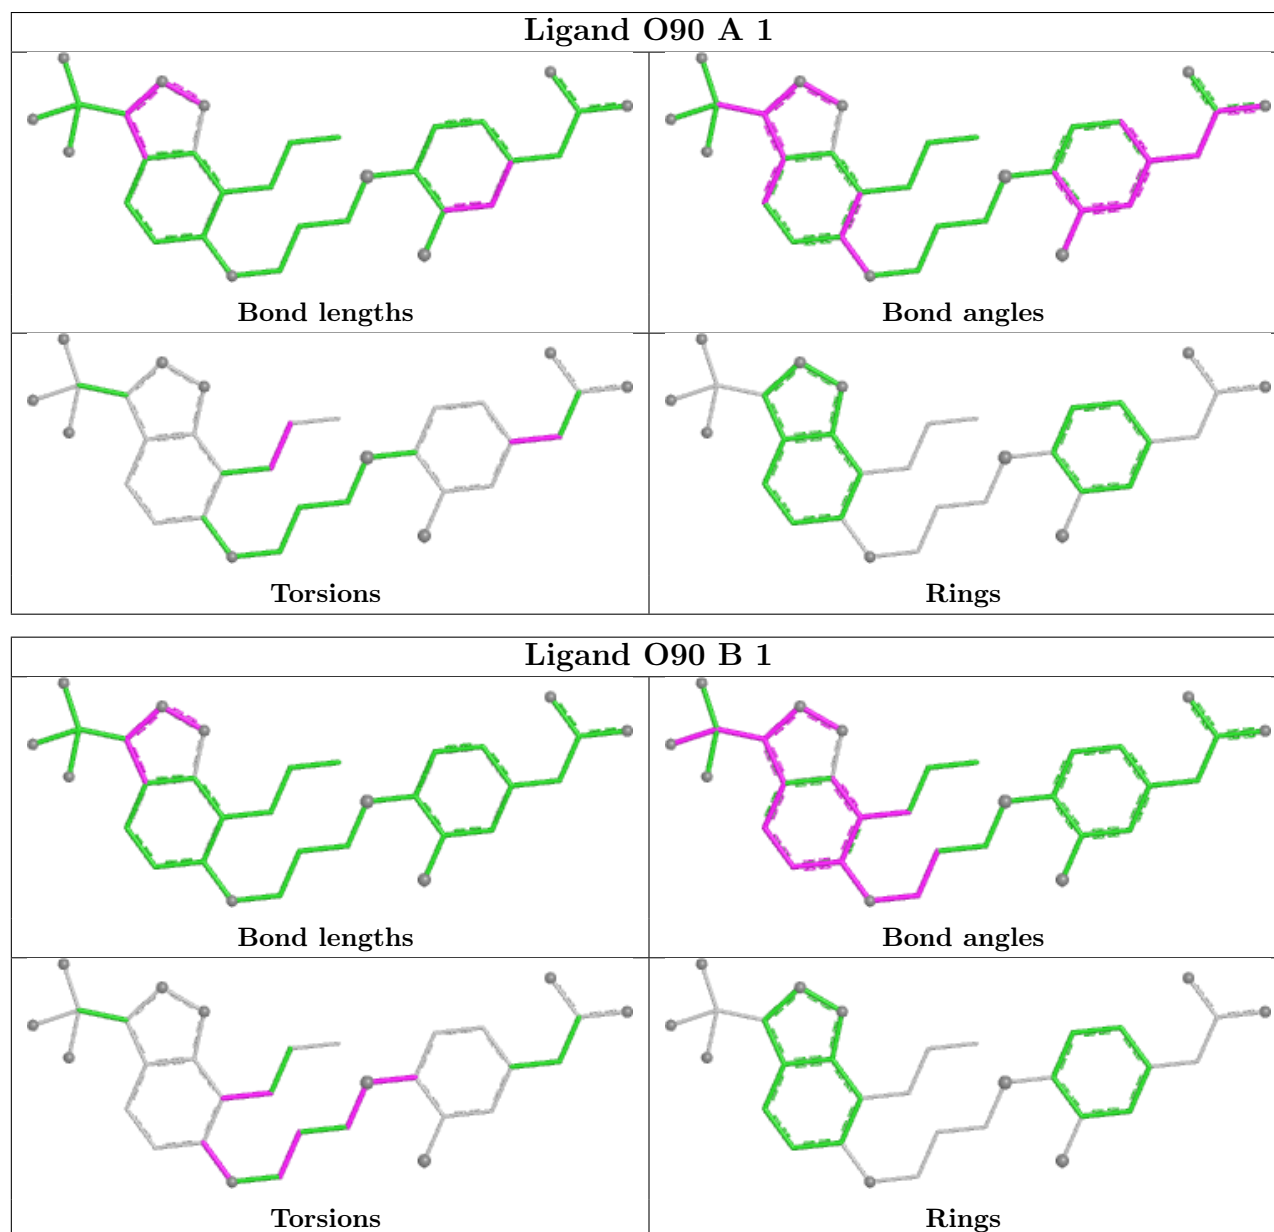 Ligand O90 A 1
Bond lengths
Bond angles
Torsions
Rings
Ligand O90 B 1
Bond lengths
Bond angles
Torsions
Rings